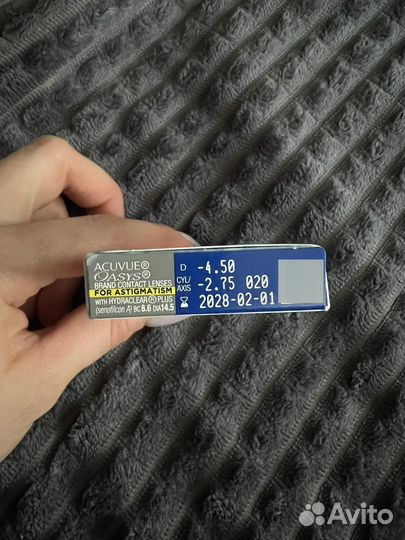 ACUVUE®
OASYS®
BRAND CONTACT LENSES
FOR ASTIGMATISM
WITH HYDRACLEAR® PLUS
(senofilcon A) BC 8.6 DIA 14.5
D -4.50
CYL/AXIS -2.75 020
2028-02-01
Avito